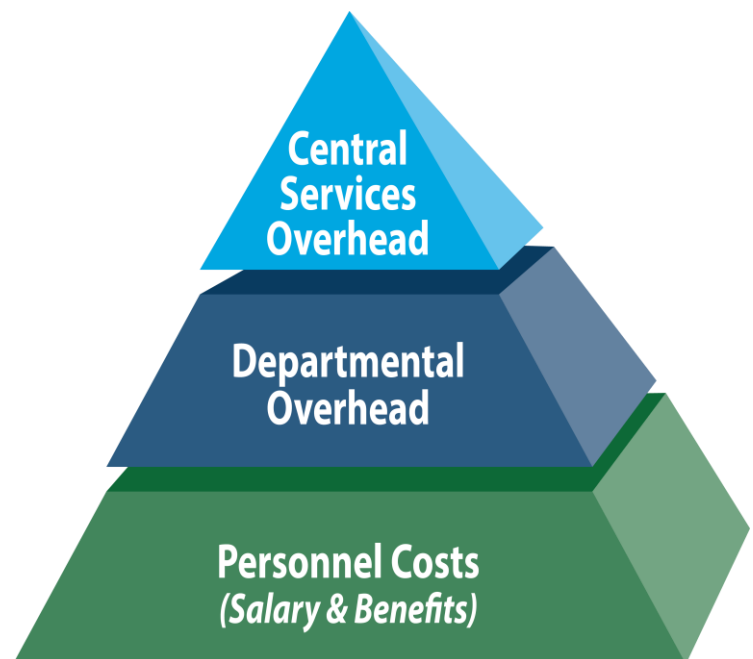 Central
Services
Overhead
Departmental
Overhead
Personnel Costs
(Salary & Benefits)